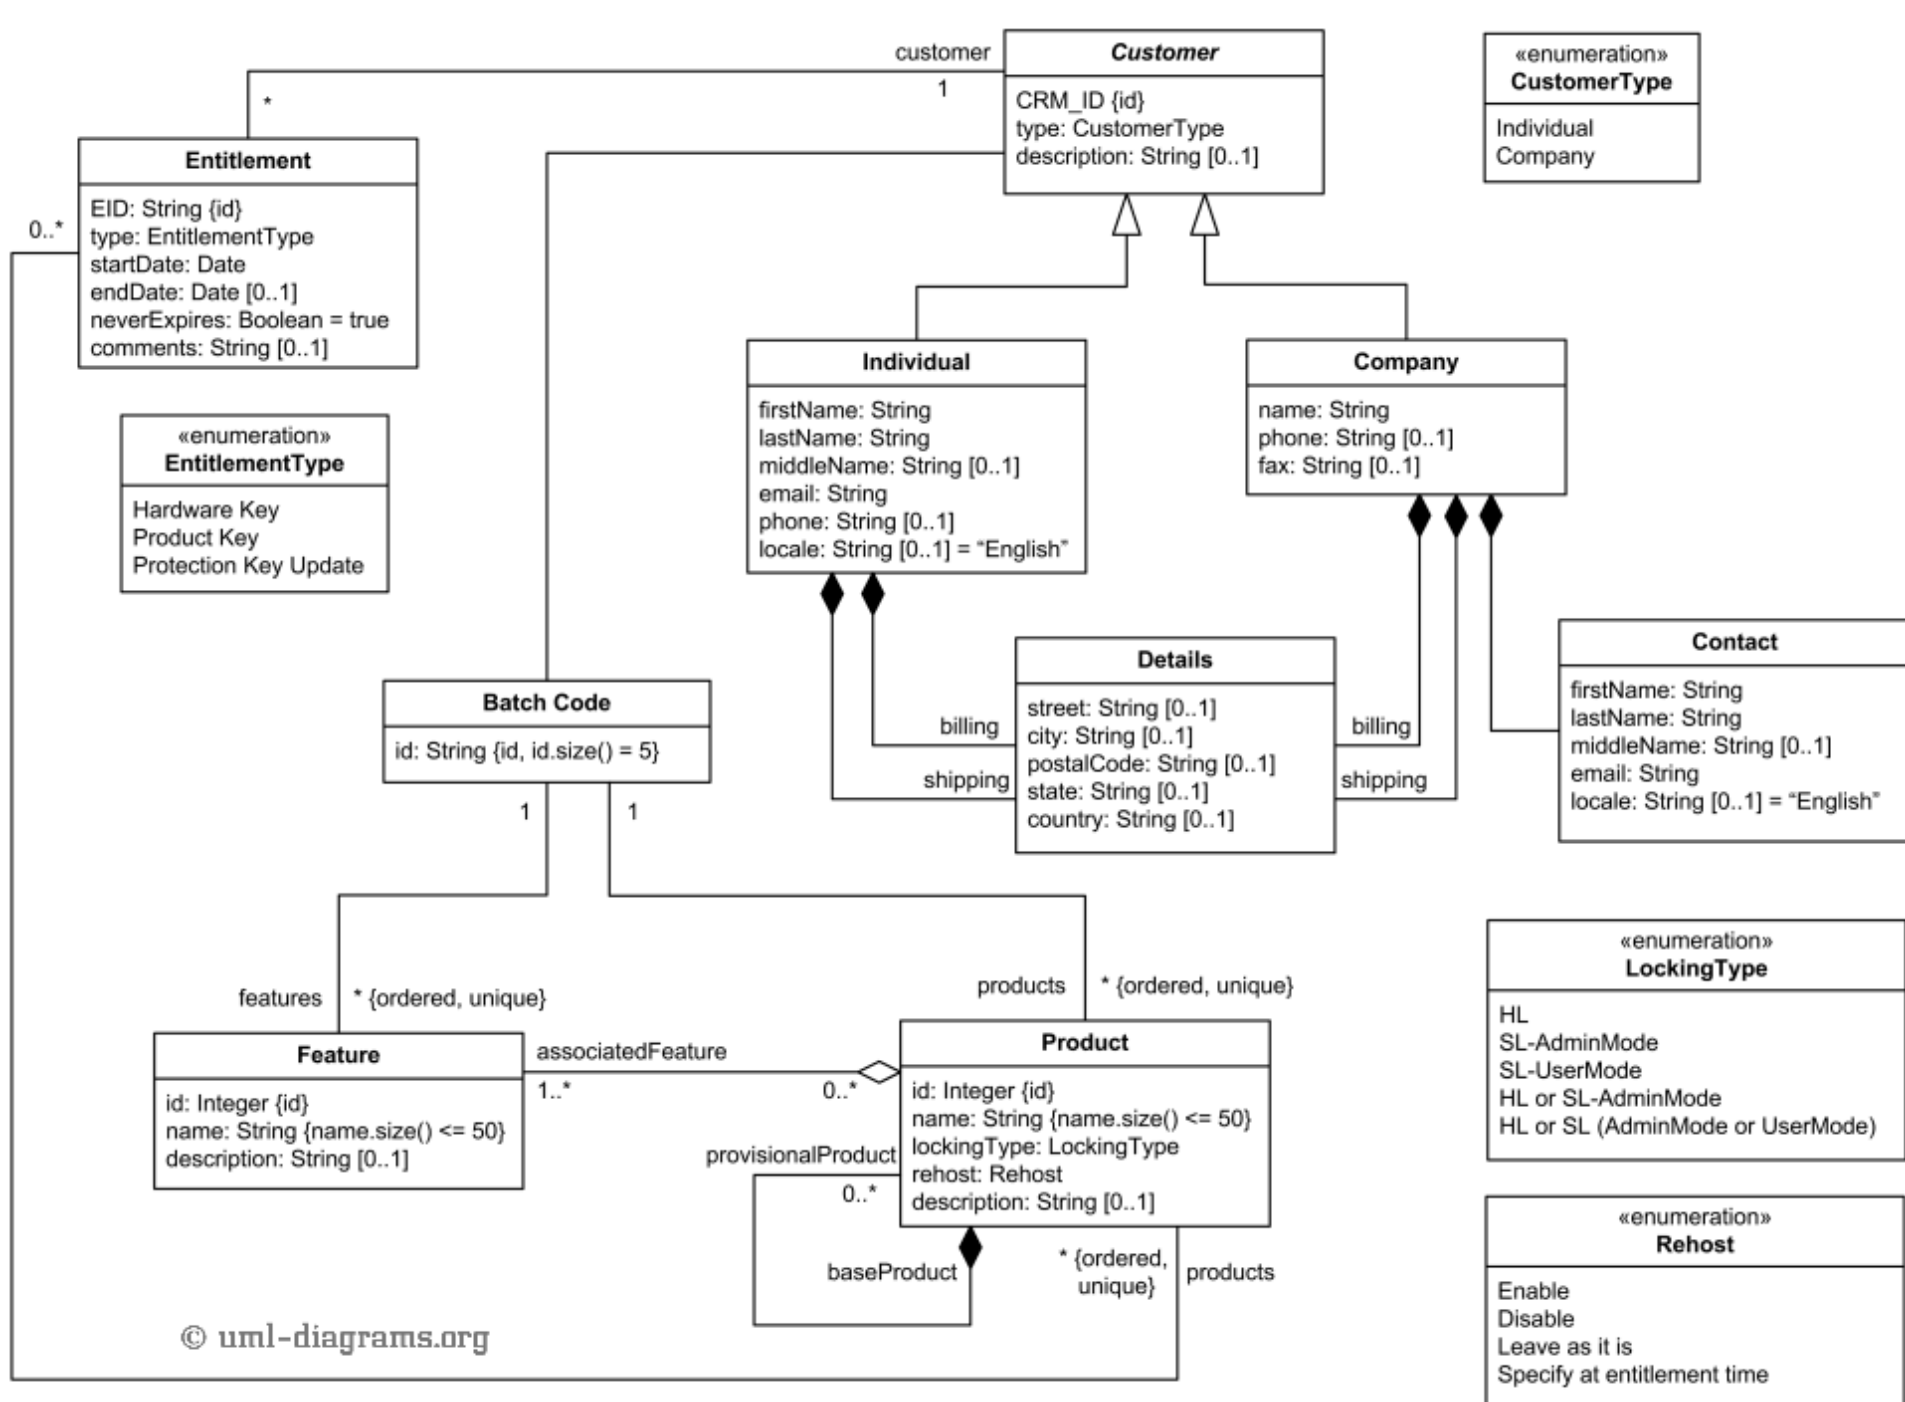 customer
1
*
Customer
CRM_ID {id}
type: CustomerType
description: String [0..1]
«enumeration»
CustomerType
Individual
Company
Entitlement
EID: String {id}
type: EntitlementType
startDate: Date
endDate: Date [0..1]
neverExpires: Boolean = true
comments: String [0..1]
0..*
«enumeration»
EntitlementType
Hardware Key
Product Key
Protection Key Update
Individual
firstName: String
lastName: String
middleName: String [0..1]
email: String
phone: String [0..1]
locale: String [0..1] = “English”
Company
name: String
phone: String [0..1]
fax: String [0..1]
Batch Code
id: String {id, id.size() = 5}
1
1
billing
shipping
Details
street: String [0..1]
city: String [0..1]
postalCode: String [0..1]
state: String [0..1]
country: String [0..1]
billing
shipping
Contact
firstName: String
lastName: String
middleName: String [0..1]
email: String
locale: String [0..1] = “English”
features
* {ordered, unique}
products
* {ordered, unique}
Feature
id: Integer {id}
name: String {name.size() <= 50}
description: String [0..1]
associatedFeature
1..*
0..*
Product
id: Integer {id}
name: String {name.size() <= 50}
lockingType: LockingType
rehost: Rehost
description: String [0..1]
provisionalProduct
0..*
baseProduct
* {ordered,
unique}
products
«enumeration»
LockingType
HL
SL-AdminMode
SL-UserMode
HL or SL-AdminMode
HL or SL (AdminMode or UserMode)
«enumeration»
Rehost
Enable
Disable
Leave as it is
Specify at entitlement time
© uml-diagrams.org